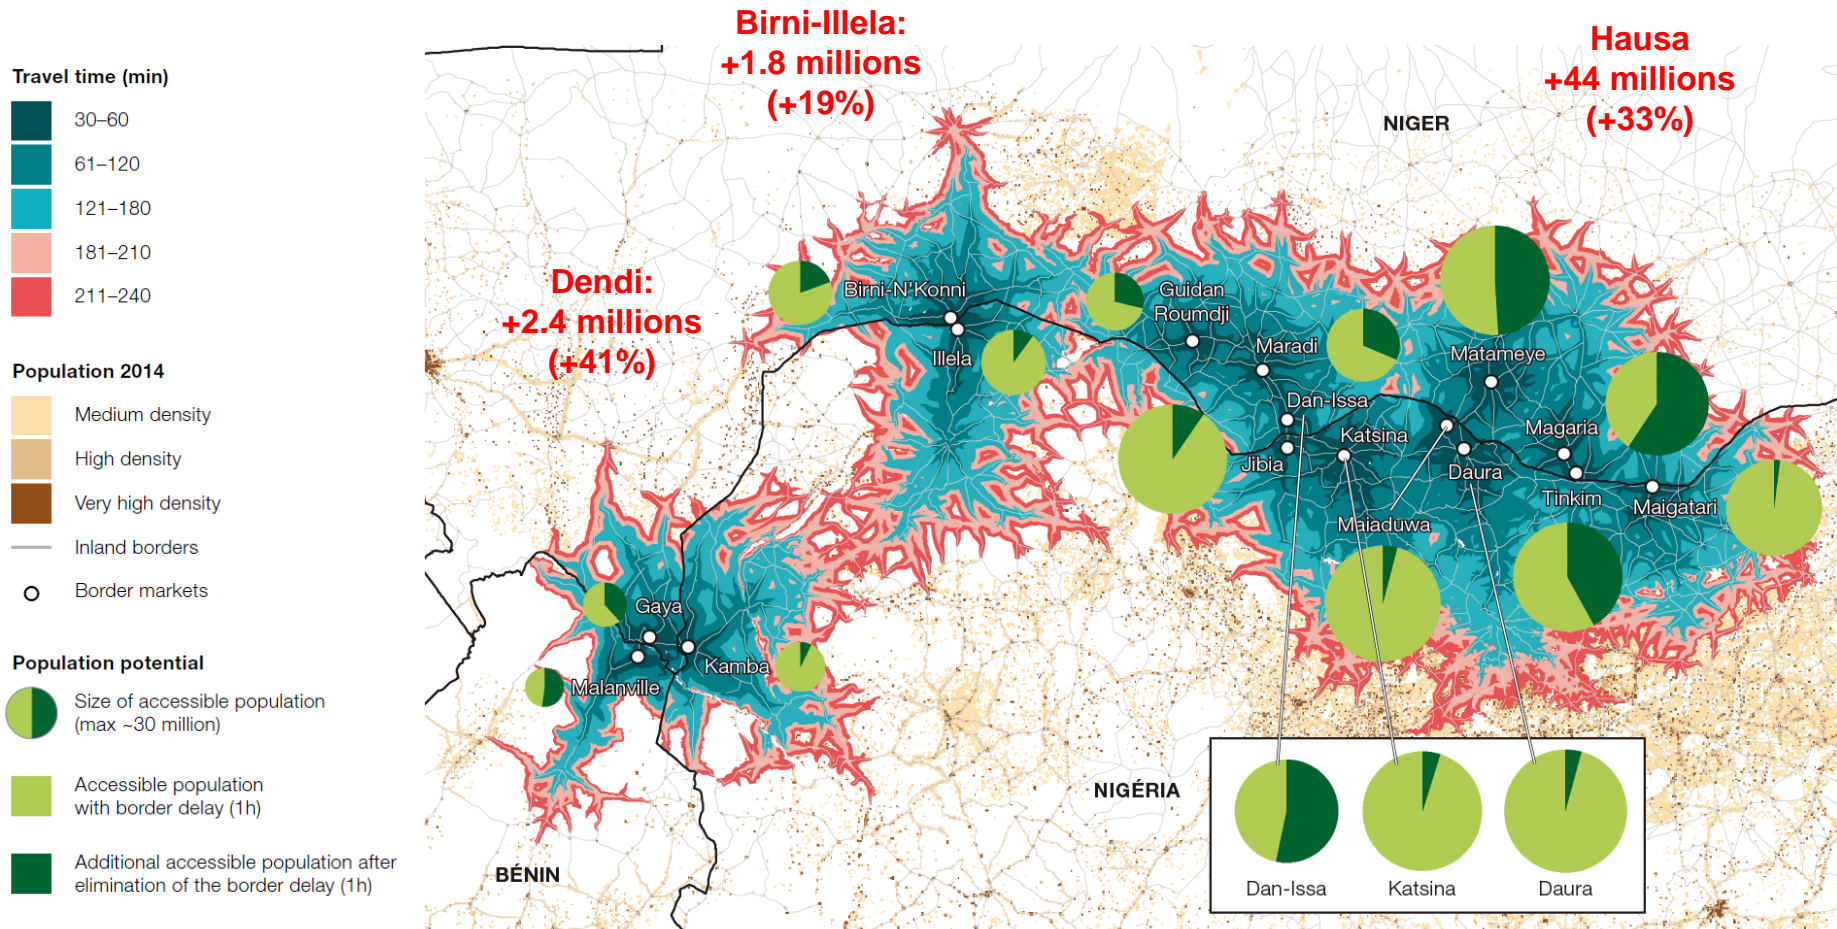 Travel time (min)
30–60
61–120
121–180
181–210
211–240
Population 2014
Medium density
High density
Very high density
Inland borders
Border markets
Population potential
Size of accessible population
(max ~30 million)
Accessible population
with border delay (1h)
Additional accessible population after
elimination of the border delay (1h)
Birni-Illela:
+1.8 millions
(+19%)
Hausa
+44 millions
(+33%)
Dendi:
+2.4 millions
(+41%)
NIGER
Birni-N'Konni
Illela
Guidan
Roumdji
Maradi
Matameye
Dan-Issa
Katsina
Jibia
Magaria
Daura
Tinkim
Maigatari
Maiaduwa
Gaya
Kamba
Malanville
NIGÉRIA
BÉNIN
Dan-Issa
Katsina
Daura